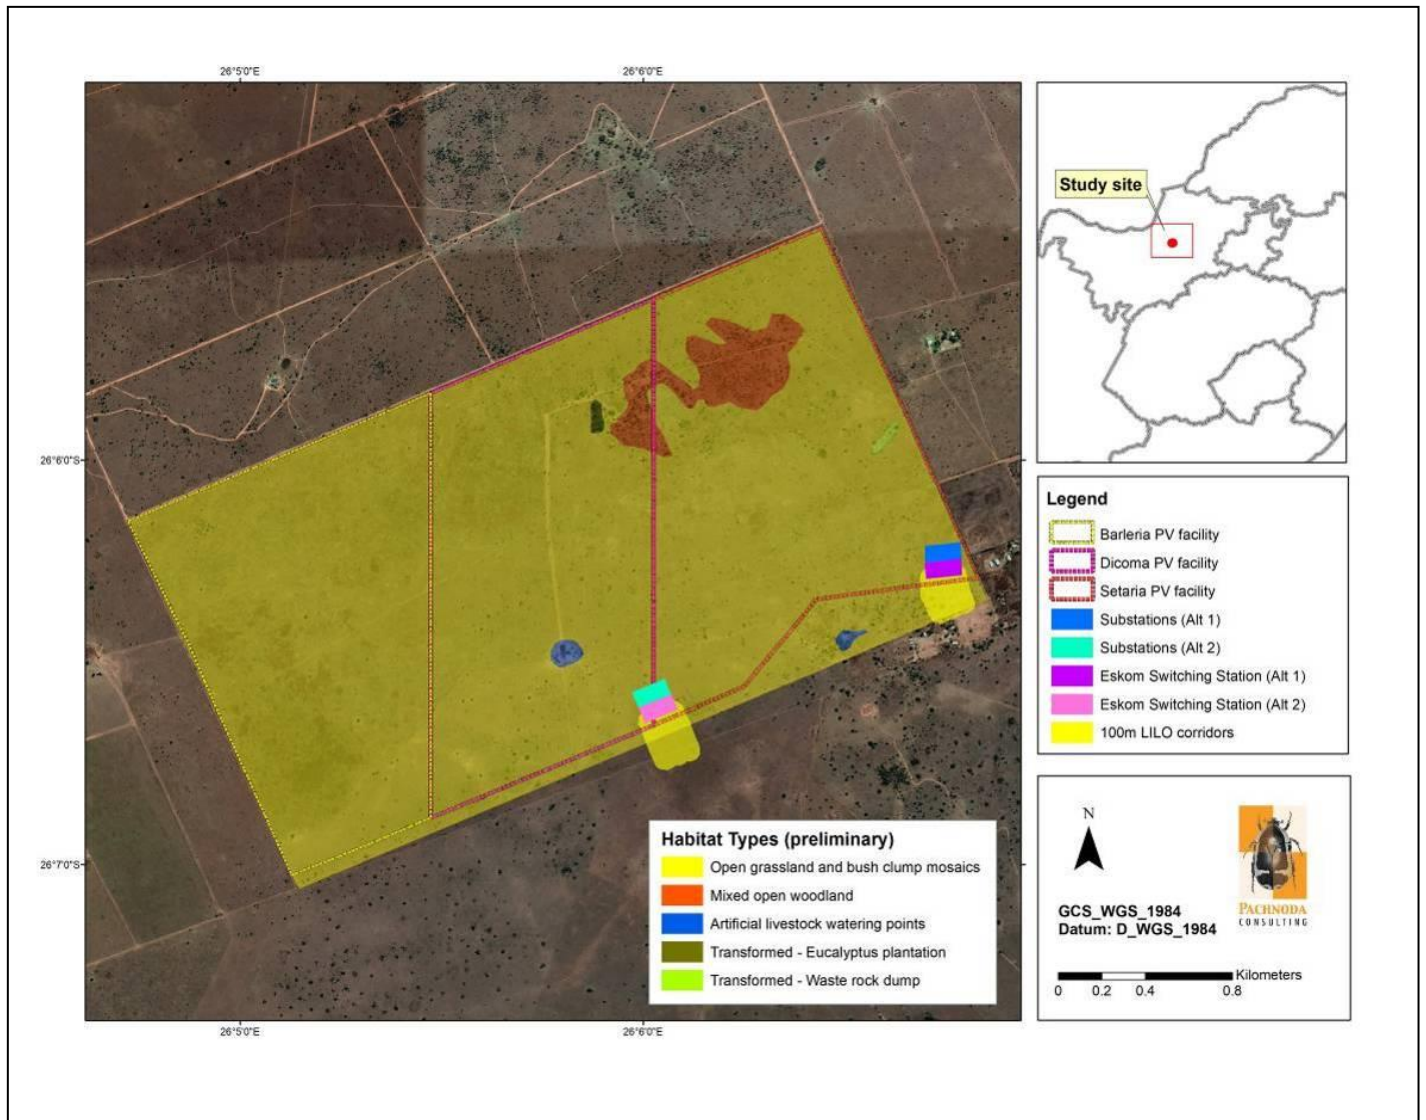 26°5'0"E
26°6'0"E
26°6'0"S
26°7'0"S
26°5'0"E
26°6'0"E
Study site
Legend
Barleria PV facility
Dicoma PV facility
Setaria PV facility
Substations (Alt 1)
Substations (Alt 2)
Eskom Switching Station (Alt 1)
Eskom Switching Station (Alt 2)
100m LILO corridors
Habitat Types (preliminary)
Open grassland and bush clump mosaics
Mixed open woodland
Artificial livestock watering points
Transformed - Eucalyptus plantation
Transformed - Waste rock dump
N
PACHNODA
CONSULTING
GCS_WGS_1984
Datum: D_WGS_1984
Kilometers
0 0.2 0.4 0.8